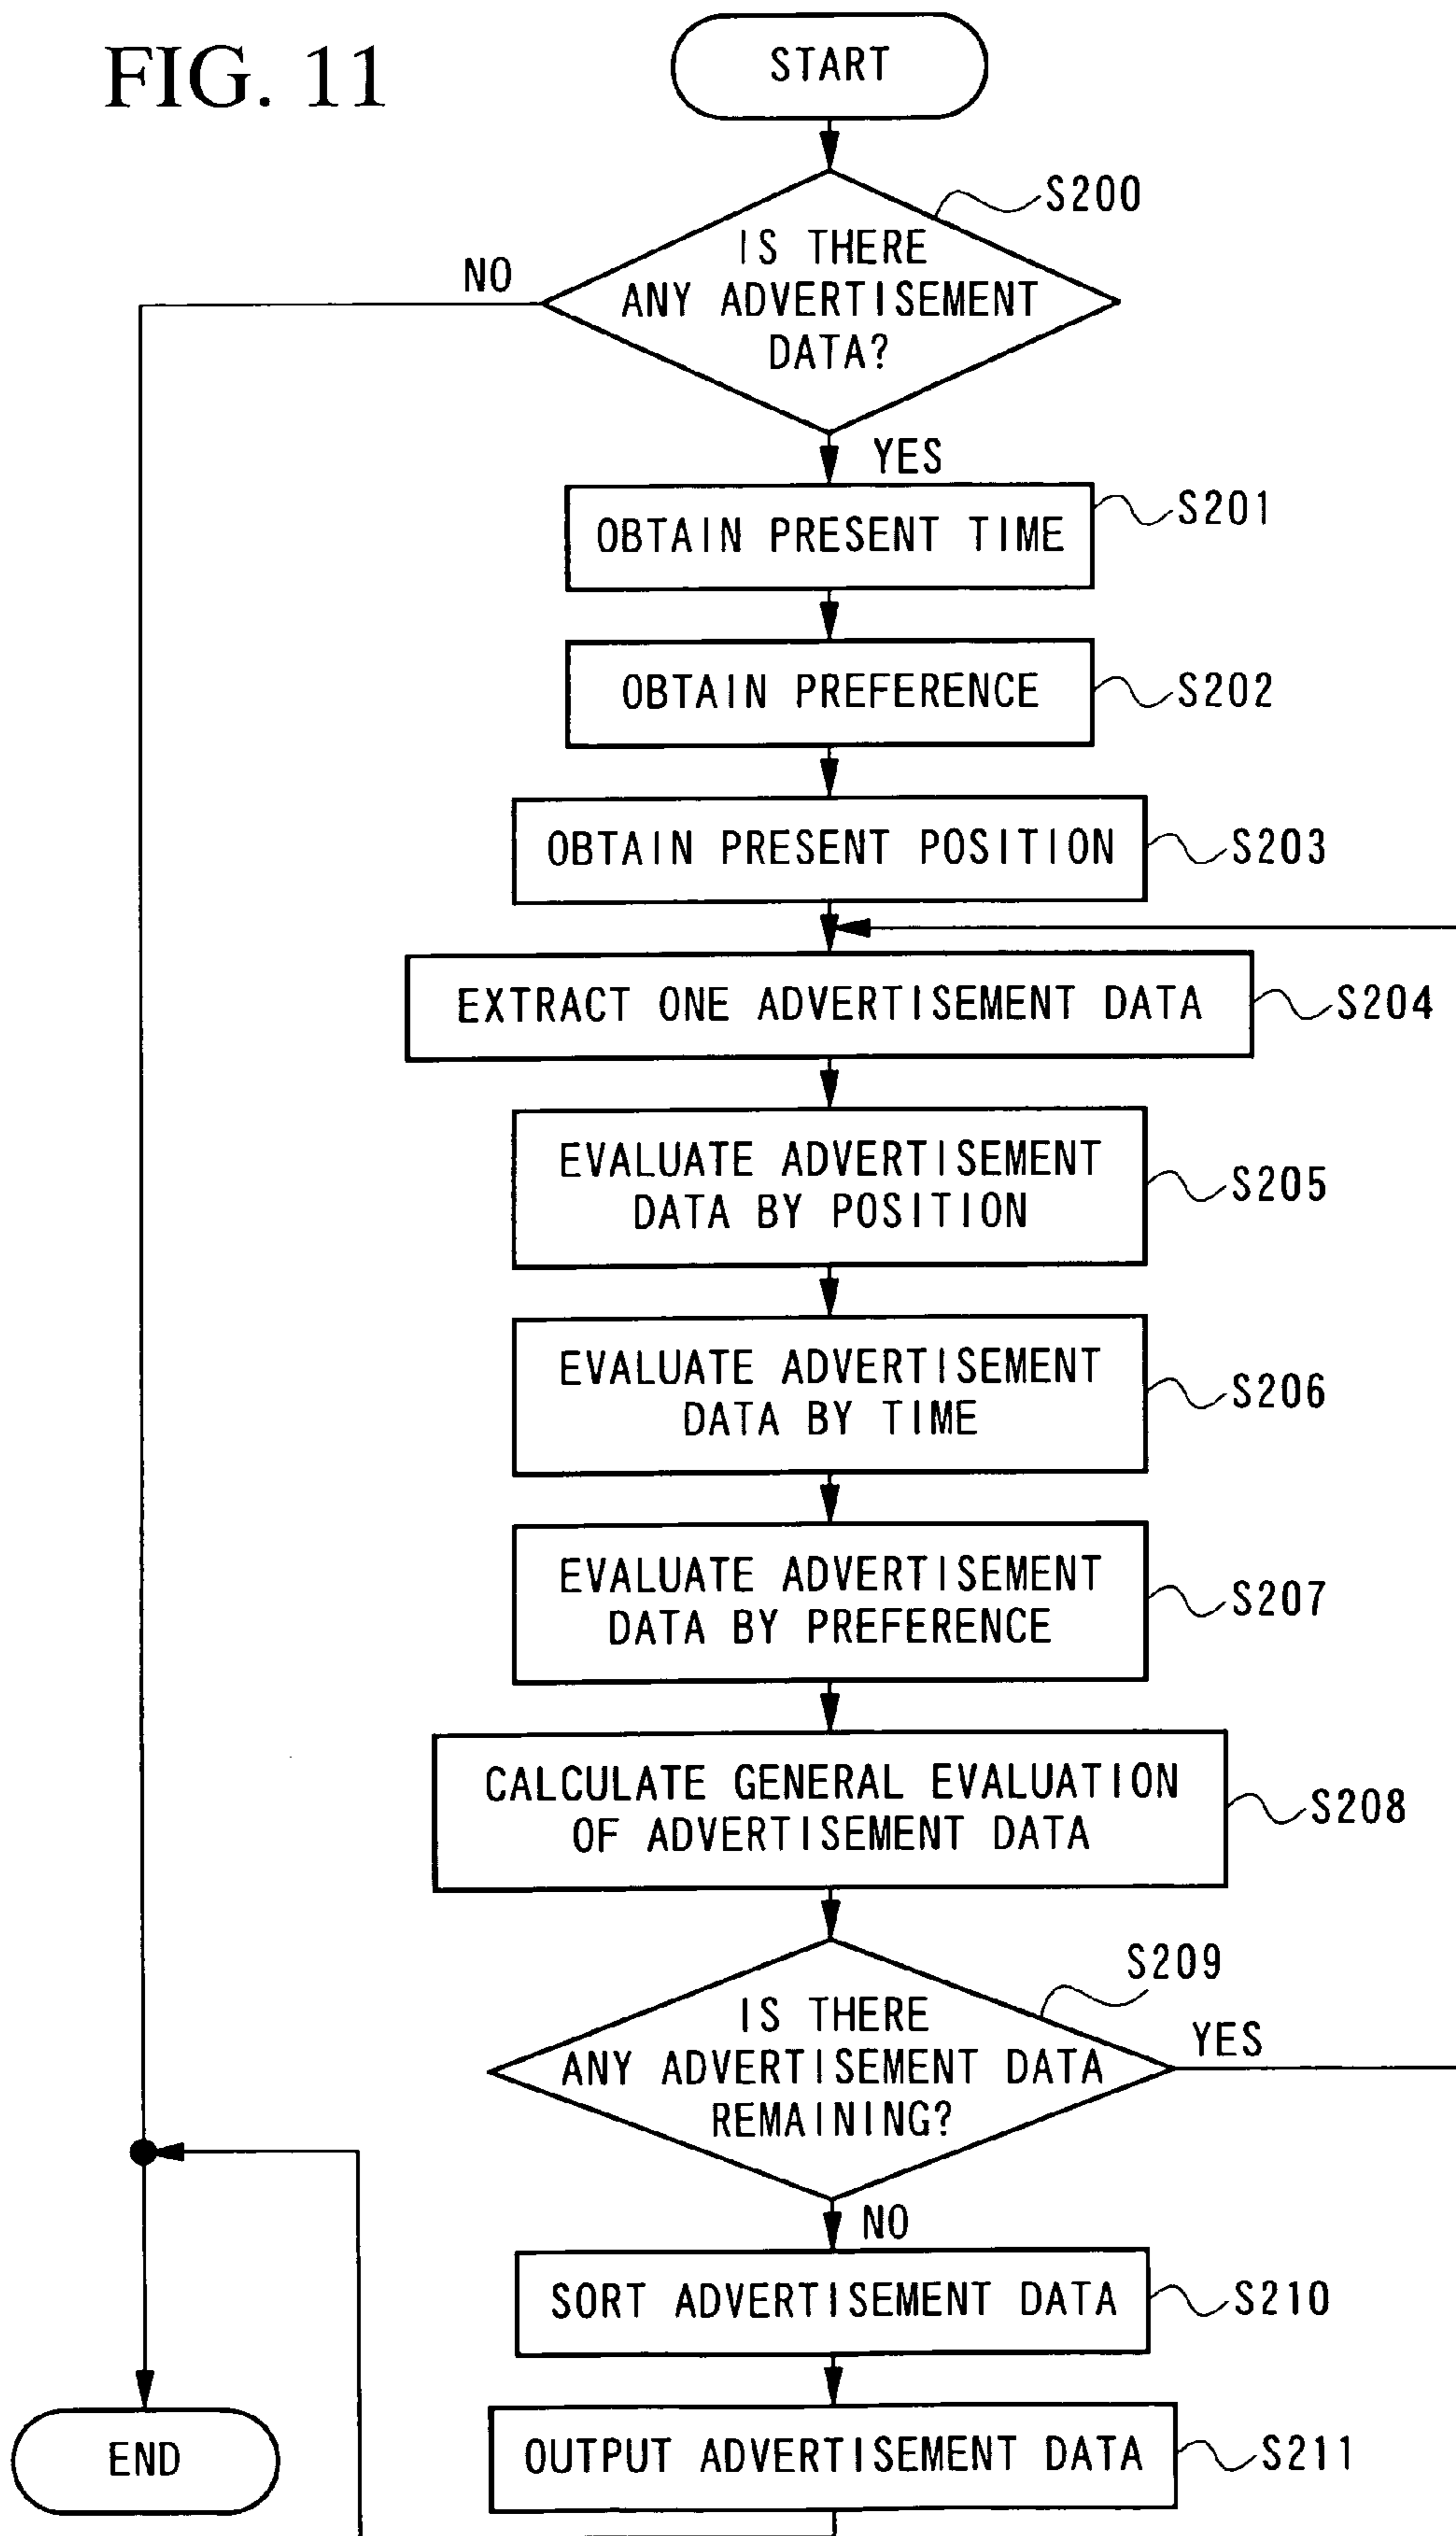 FIG. 11
START
S200
IS THERE
ANY ADVERTISEMENT
DATA?
NO
YES
OBTAIN PRESENT TIME
S201
OBTAIN PREFERENCE
S202
OBTAIN PRESENT POSITION
S203
EXTRACT ONE ADVERTISEMENT DATA
S204
EVALUATE ADVERTISEMENT
DATA BY POSITION
S205
EVALUATE ADVERTISEMENT
DATA BY TIME
S206
EVALUATE ADVERTISEMENT
DATA BY PREFERENCE
S207
CALCULATE GENERAL EVALUATION
OF ADVERTISEMENT DATA
S208
S209
IS THERE
ANY ADVERTISEMENT DATA
REMAINING?
YES
NO
SORT ADVERTISEMENT DATA
S210
OUTPUT ADVERTISEMENT DATA
S211
END